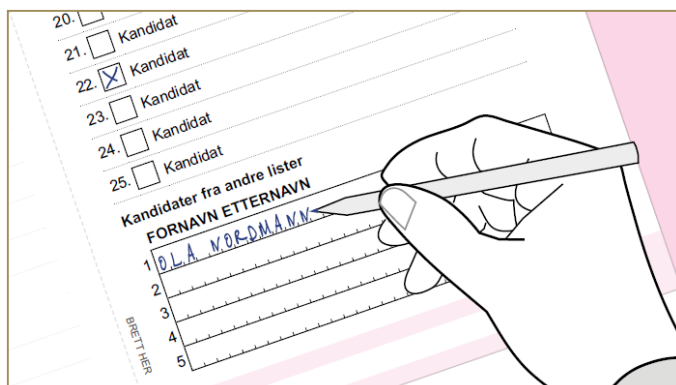 20.
21. Kandidat
22. X Kandidat
23. Kandidat
24. Kandidat
25. Kandidat
Kandidater fra andre lister
FORNAVN ETTERNAVN
1 OLA NORDMANN
2
3
4
5
BRETT HER